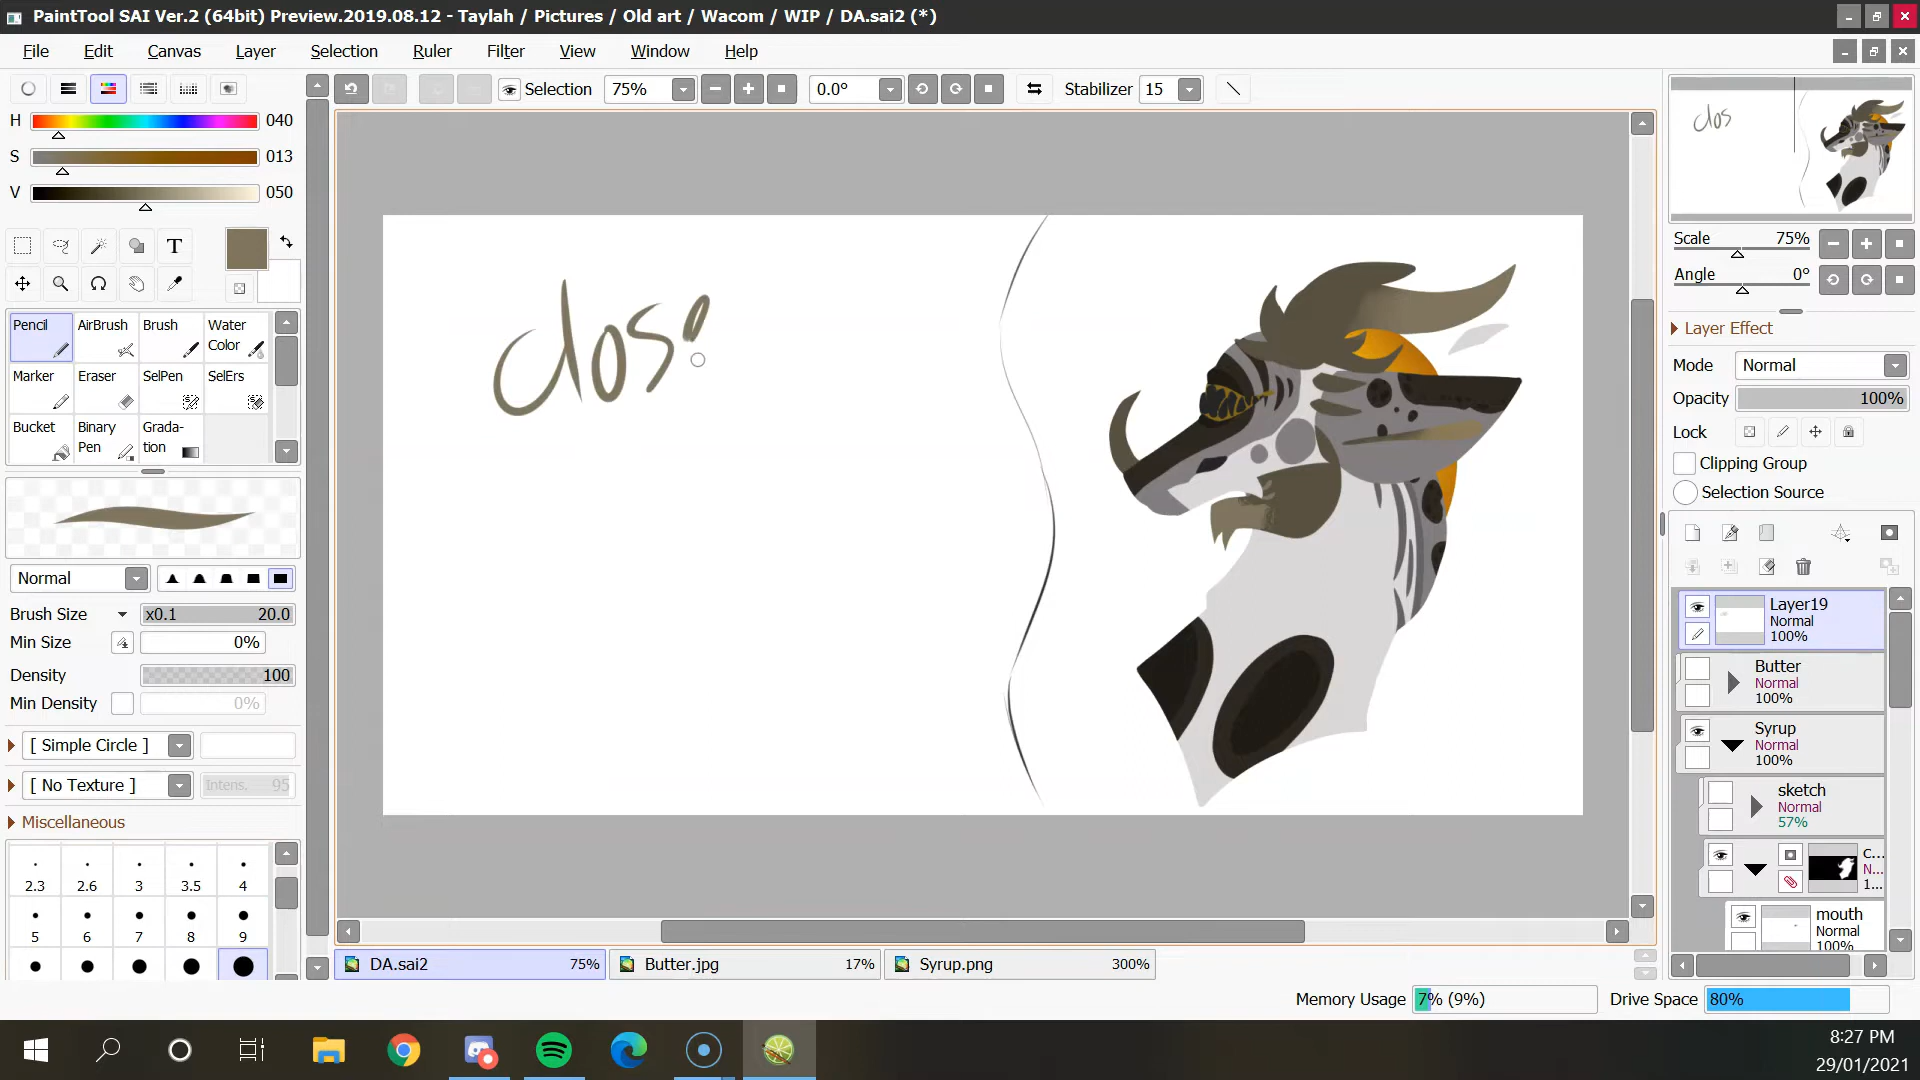 PaintTool SAI Ver.2 (64bit) Preview.2019.08.12 - Taylah / Pictures / Old art / Wacom / WIP / DA.sai2 (*)
File Edit Canvas Layer Selection Ruler Filter View Window Help
Selection 75% 0.0° Stabilizer 15
H 040
S 013
V 050
T
Pencil AirBrush Brush Water Color
Marker Eraser SelPen SelErs
Bucket Binary Pen Grada-tion
Normal
Brush Size x0.1 20.0
Min Size 0%
Density 100
Min Density 0%
[ Simple Circle ]
[ No Texture ] Intens. 95
Miscellaneous
2.3 2.6 3 3.5 4
5 6 7 8 9
clos
clos
Scale 75%
Angle 0°
Layer Effect
Mode Normal
Opacity 100%
Lock
Clipping Group
Selection Source
Layer19
Normal
100%
Butter
Normal
100%
Syrup
Normal
100%
sketch
Normal
57%
C...
N...
1...
mouth
Normal
100%
DA.sai2 75% Butter.jpg 17% Syrup.png 300%
Memory Usage 7% (9%) Drive Space 80%
8:27 PM
29/01/2021